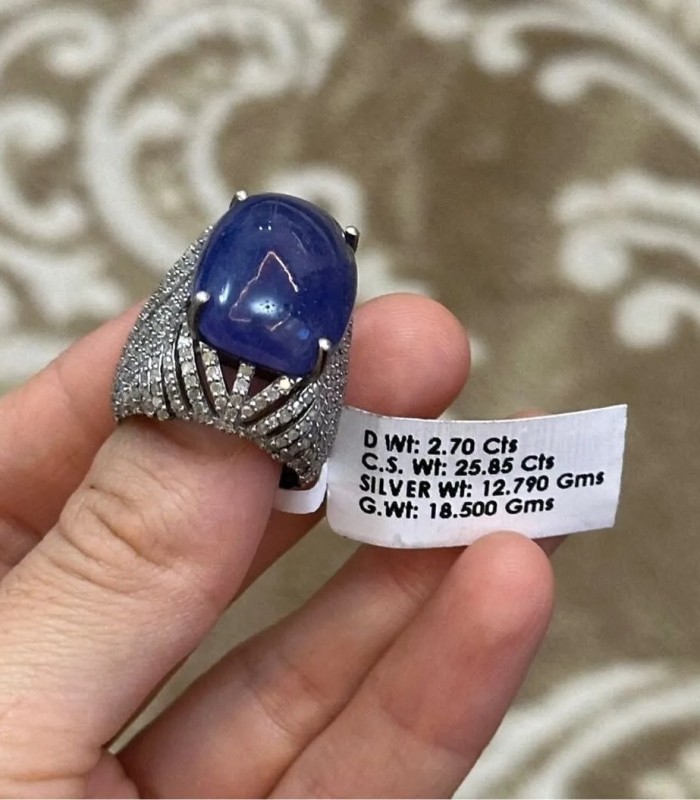 D Wt: 2.70 Cts
C.S. Wt: 25.85 Cts
SILVER Wt: 12.790 Gms
G.Wt: 18.500 Gms